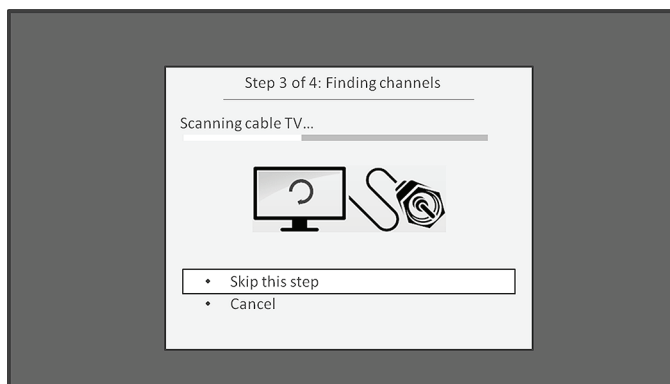 Step 3 of 4: Finding channels
Scanning cable TV...
Skip this step
Cancel